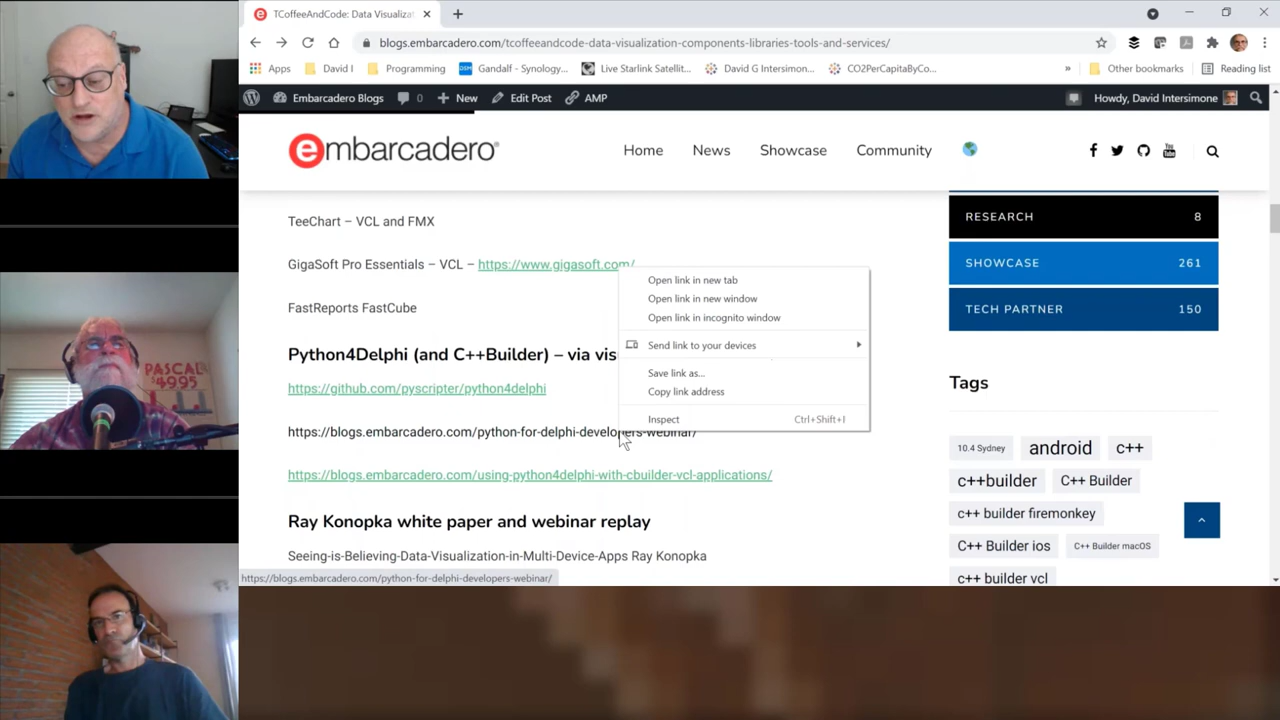 TCoffeeAndCode: Data Visualizat
blogs.embarcadero.com/tcoffeeandcode-data-visualization-components-libraries-tools-and-services/
Apps David I Programming Gandalf - Synology... Live Starlink Satellit... David G Intersimon... CO2PerCapitaByCo... » Other bookmarks Reading list
Embarcadero Blogs 0 New Edit Post AMP Howdy, David Intersimone
embarcadero® Home News Showcase Community
TeeChart – VCL and FMX
GigaSoft Pro Essentials – VCL – https://www.gigasoft.com/
FastReports FastCube
Python4Delphi (and C++Builder) – via vis
https://github.com/pyscripter/python4delphi
https://blogs.embarcadero.com/python-for-delphi-developers-webinar/
https://blogs.embarcadero.com/using-python4delphi-with-cbuilder-vcl-applications/
Ray Konopka white paper and webinar replay
Seeing-is-Believing-Data-Visualization-in-Multi-Device-Apps Ray Konopka
https://blogs.embarcadero.com/python-for-delphi-developers-webinar/
Open link in new tab
Open link in new window
Open link in incognito window
Send link to your devices
Save link as...
Copy link address
Inspect Ctrl+Shift+I
RESEARCH 8
SHOWCASE 261
TECH PARTNER 150
Tags
10.4 Sydney android c++
c++builder C++ Builder
c++ builder firemonkey
C++ Builder ios C++ Builder macOS
c++ builder vcl
PASCAL
$4995